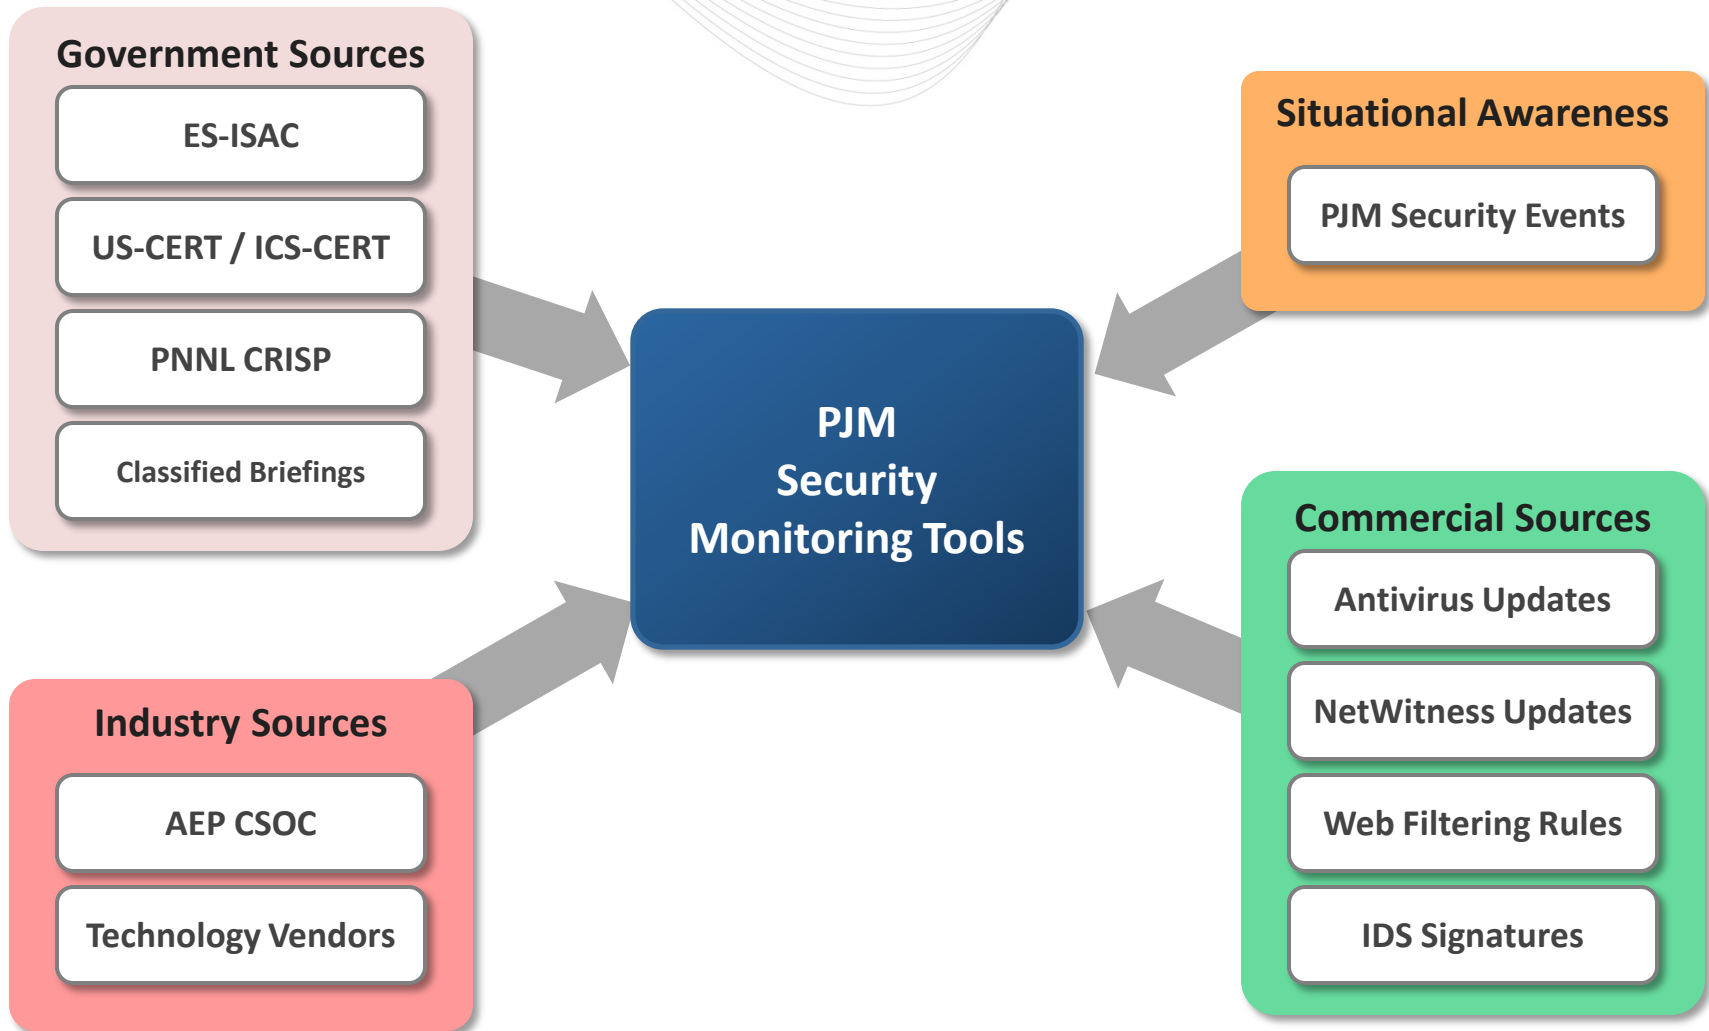 Government Sources
ES-ISAC
US-CERT / ICS-CERT
PNNL CRISP
Classified Briefings
Industry Sources
AEP CSOC
Technology Vendors
PJM
Security
Monitoring Tools
Situational Awareness
PJM Security Events
Commercial Sources
Antivirus Updates
NetWitness Updates
Web Filtering Rules
IDS Signatures